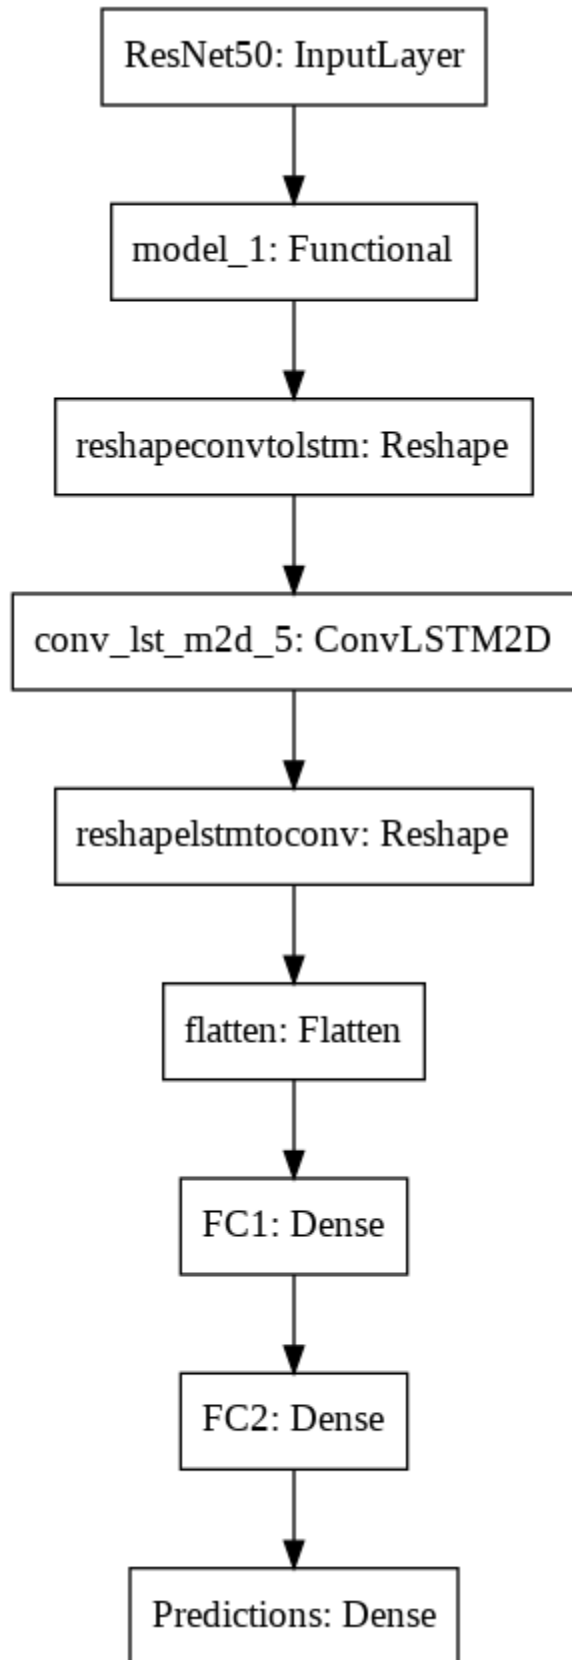 ResNet50: InputLayer
model_1: Functional
reshapeconvtolstm: Reshape
conv_lst_m2d_5: ConvLSTM2D
reshapelstmtoconv: Reshape
flatten: Flatten
FC1: Dense
FC2: Dense
Predictions: Dense